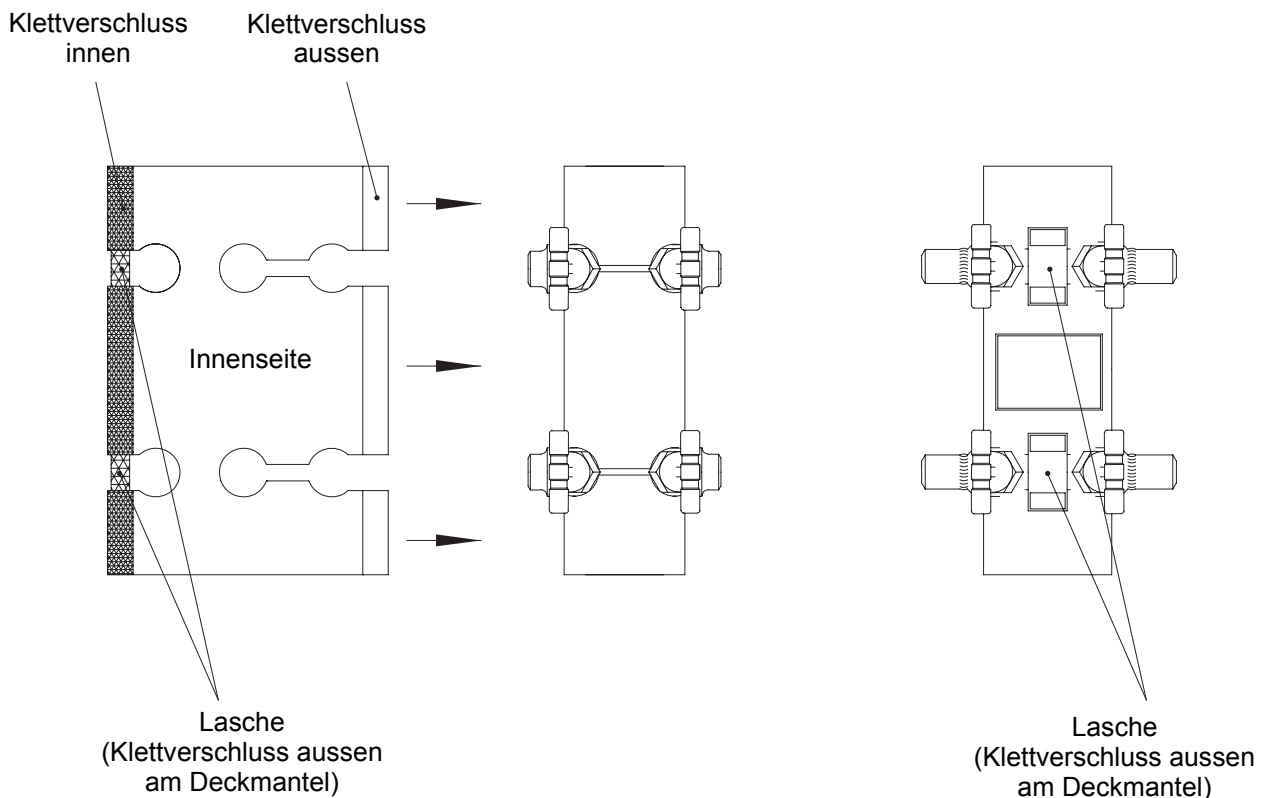 Klettverschluss
innen
Klettverschluss
aussen
Innenseite
Lasche
(Klettverschluss aussen
am Deckmantel)
Lasche
(Klettverschluss aussen
am Deckmantel)